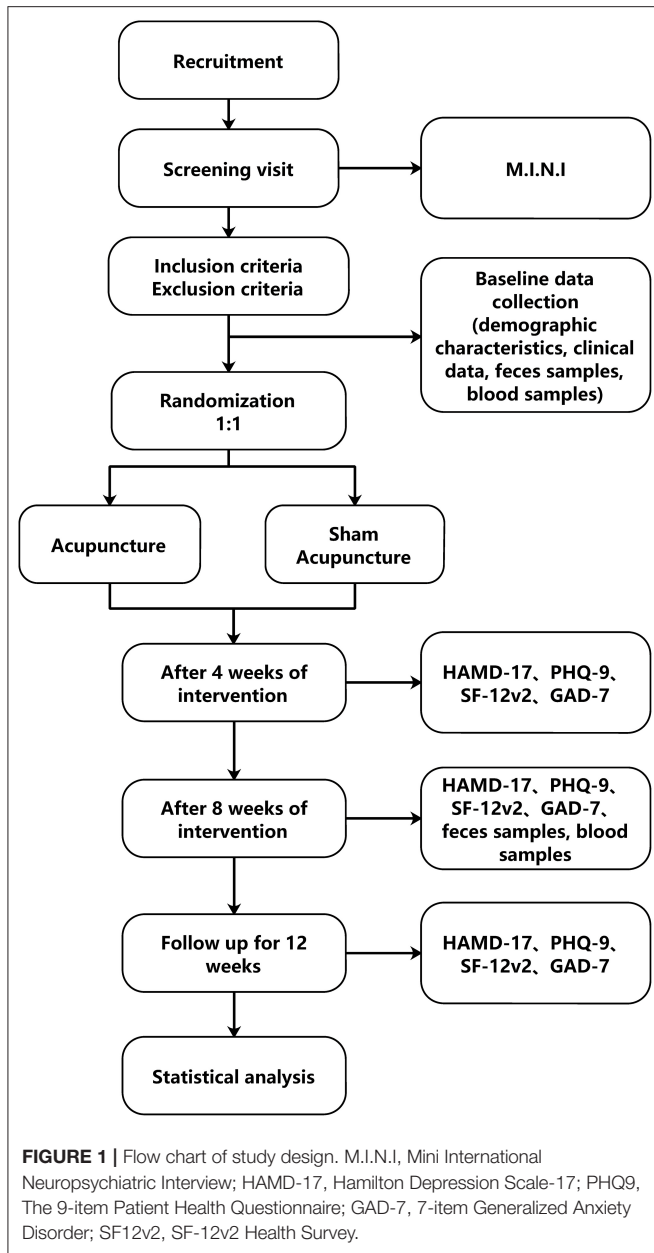 Recruitment
Screening visit
M.I.N.I
Inclusion criteria
Exclusion criteria
Baseline data
collection
(demographic
characteristics, clinical
data, feces samples,
blood samples)
Randomization
1:1
Acupuncture
Sham
Acupuncture
After 4 weeks of
intervention
HAMD-17、PHQ-9、
SF-12v2、GAD-7
After 8 weeks of
intervention
HAMD-17、PHQ-9、
SF-12v2、GAD-7、
feces samples, blood
samples
Follow up for 12
weeks
HAMD-17、PHQ-9、
SF-12v2、GAD-7
Statistical analysis
FIGURE 1 | Flow chart of study design. M.I.N.I, Mini International
Neuropsychiatric Interview; HAMD-17, Hamilton Depression Scale-17; PHQ9,
The 9-item Patient Health Questionnaire; GAD-7, 7-item Generalized Anxiety
Disorder; SF12v2, SF-12v2 Health Survey.